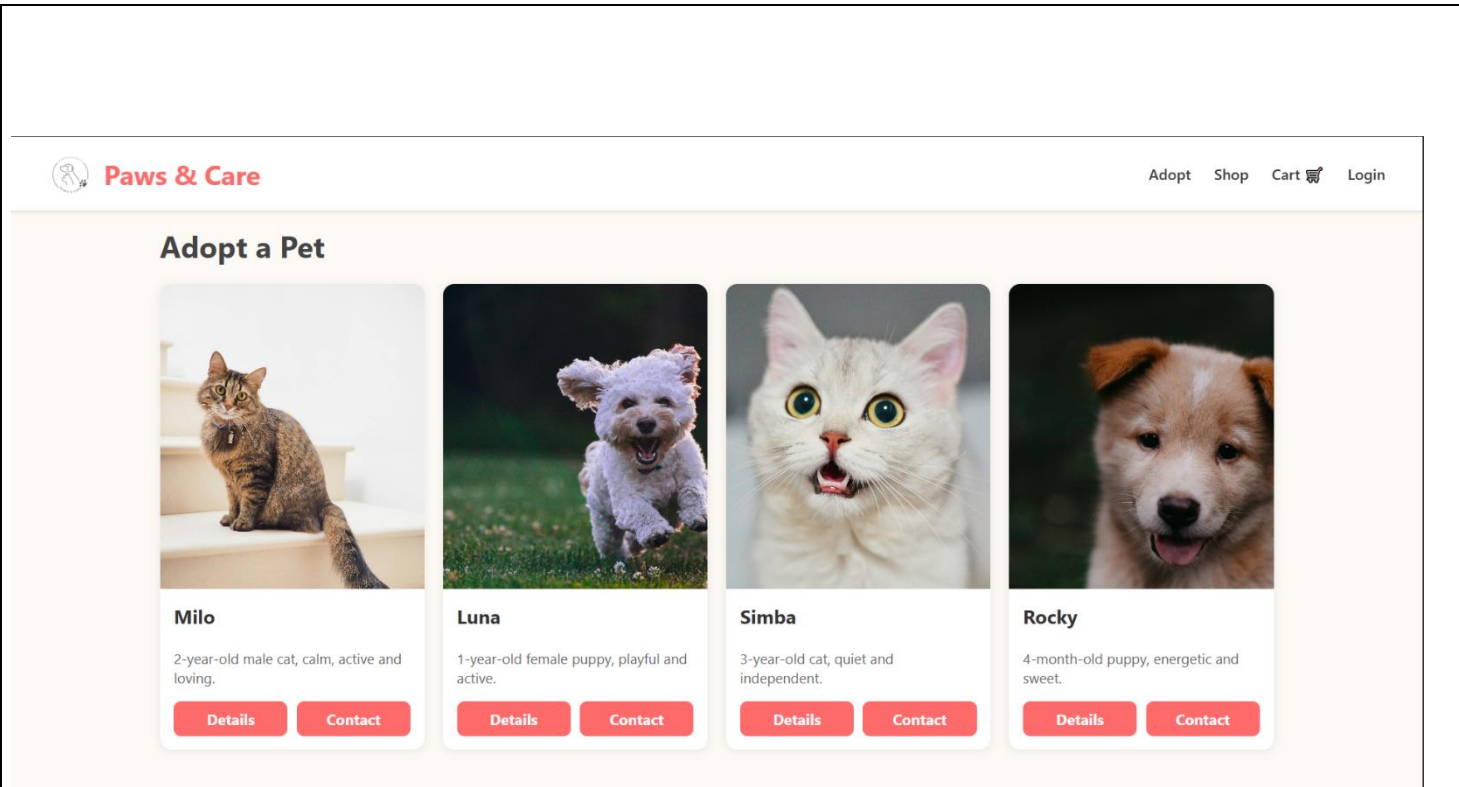 Paws & Care
Adopt Shop Cart 🛒 Login
Adopt a Pet
Milo
2-year-old male cat, calm, active and
loving.
Details Contact
Luna
1-year-old female puppy, playful and
active.
Details Contact
Simba
3-year-old cat, quiet and
independent.
Details Contact
Rocky
4-month-old puppy, energetic and
sweet.
Details Contact